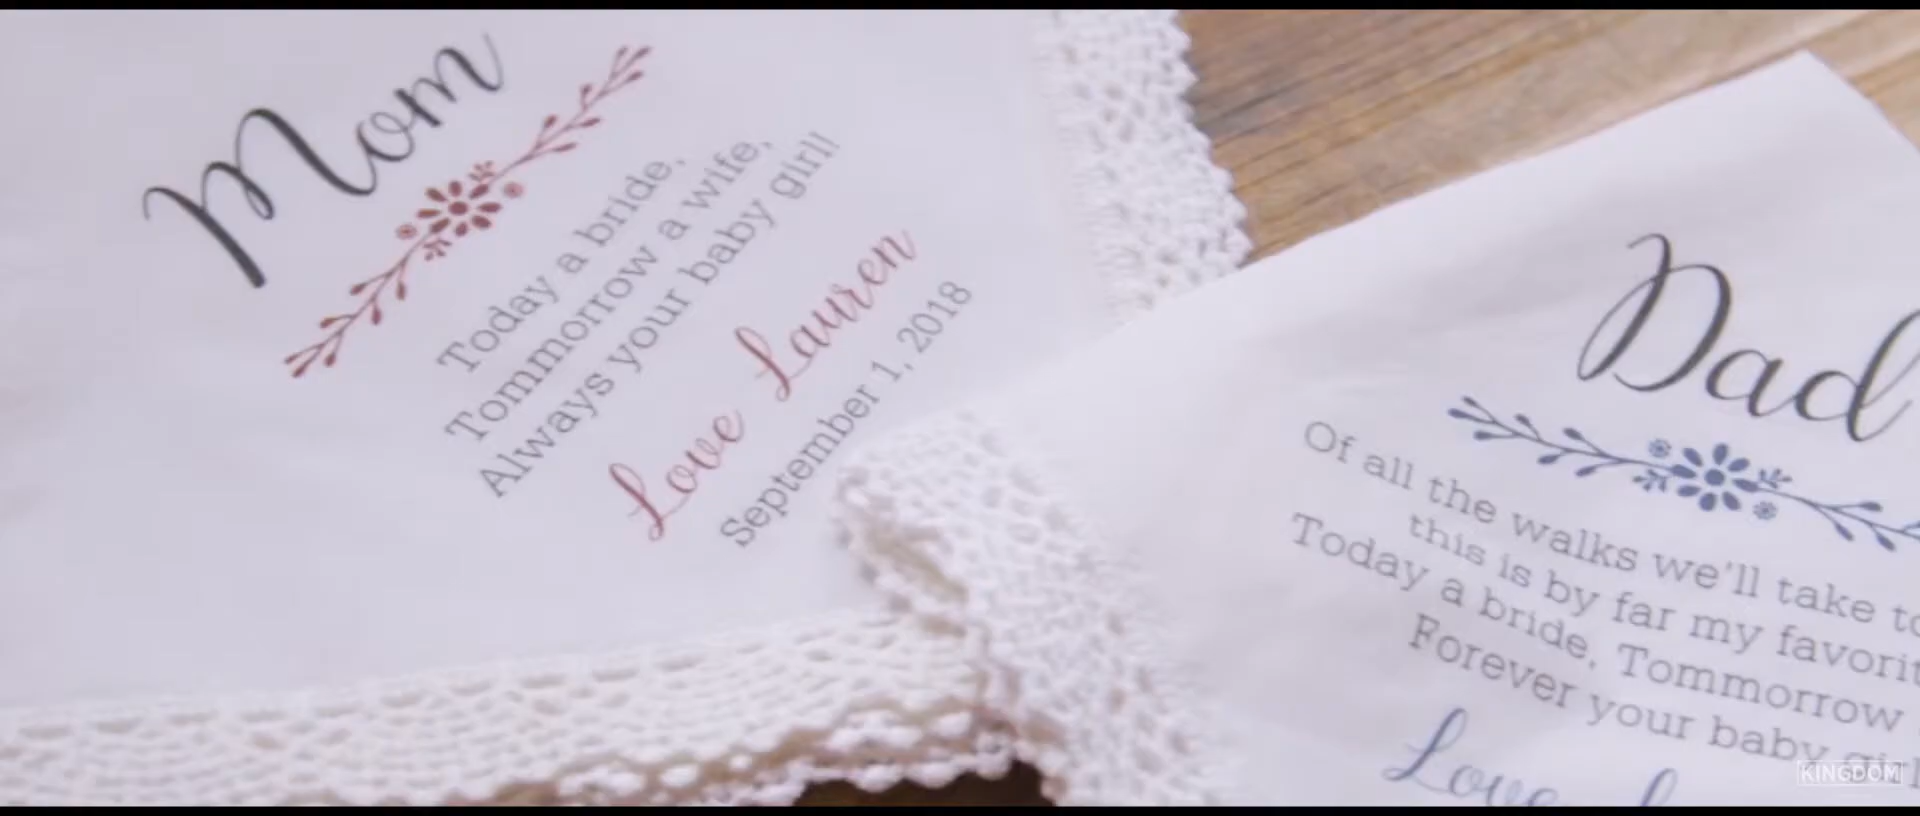 Mom
Today a bride,
Tommorrow a wife,
Always your baby girl!
Love Lauren
September 1, 2018
Dad
Of all the walks we'll take
this is by far my
Today a bride, Tommorrow
Forever your baby
Love
KINGDOM